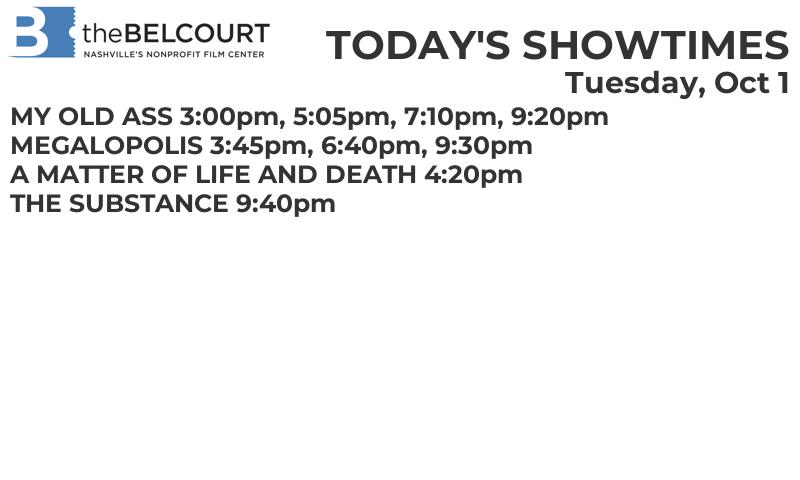 B theBELCOURT
NASHVILLE'S NONPROFIT FILM CENTER
TODAY'S SHOWTIMES
Tuesday, Oct 1
MY OLD ASS 3:00pm, 5:05pm, 7:10pm, 9:20pm
MEGALOPOLIS 3:45pm, 6:40pm, 9:30pm
A MATTER OF LIFE AND DEATH 4:20pm
THE SUBSTANCE 9:40pm